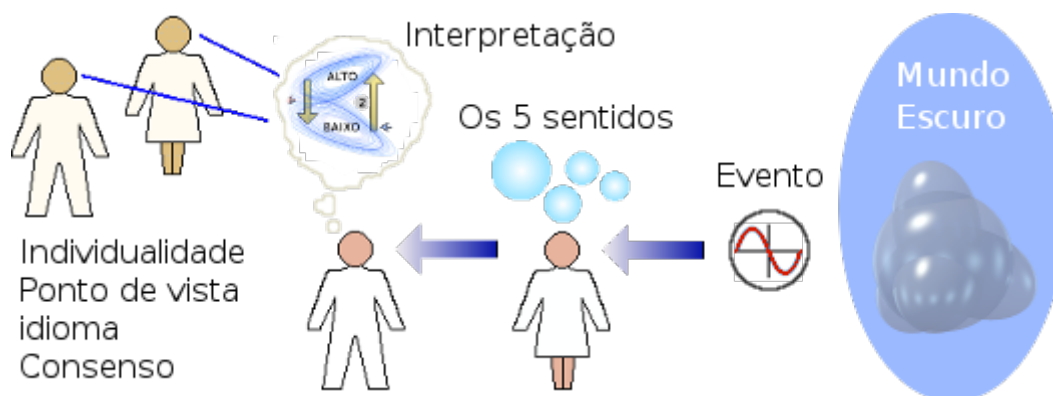 Interpretação
ALTO
2
BAIXO
Os 5 sentidos
Evento
Mundo
Escuro
Individualidade
Ponto de vista
idioma
Consenso